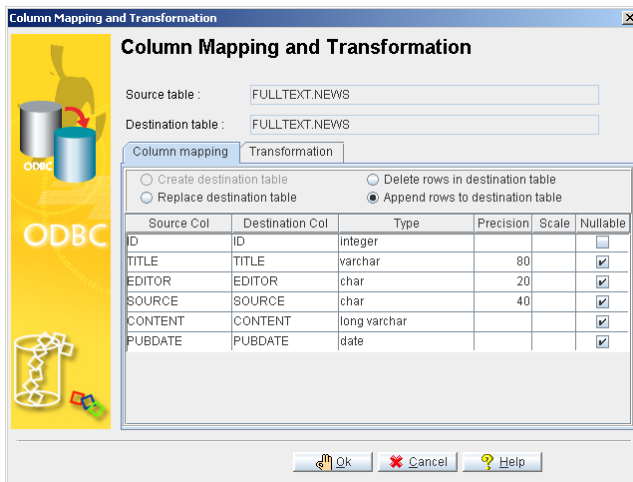 Column Mapping and Transformation
Column Mapping and Transformation
Source table : FULLTEXT.NEWS
Destination table : FULLTEXT.NEWS
Column mapping Transformation
Create destination table Delete rows in destination table
Replace destination table Append rows to destination table
Source Col Destination Col Type Precision Scale Nullable
ID ID integer
TITLE TITLE varchar 80
EDITOR EDITOR char 20
SOURCE SOURCE char 40
CONTENT CONTENT long varchar
PUBDATE PUBDATE date
ODBC
ODBC
Ok Cancel Help